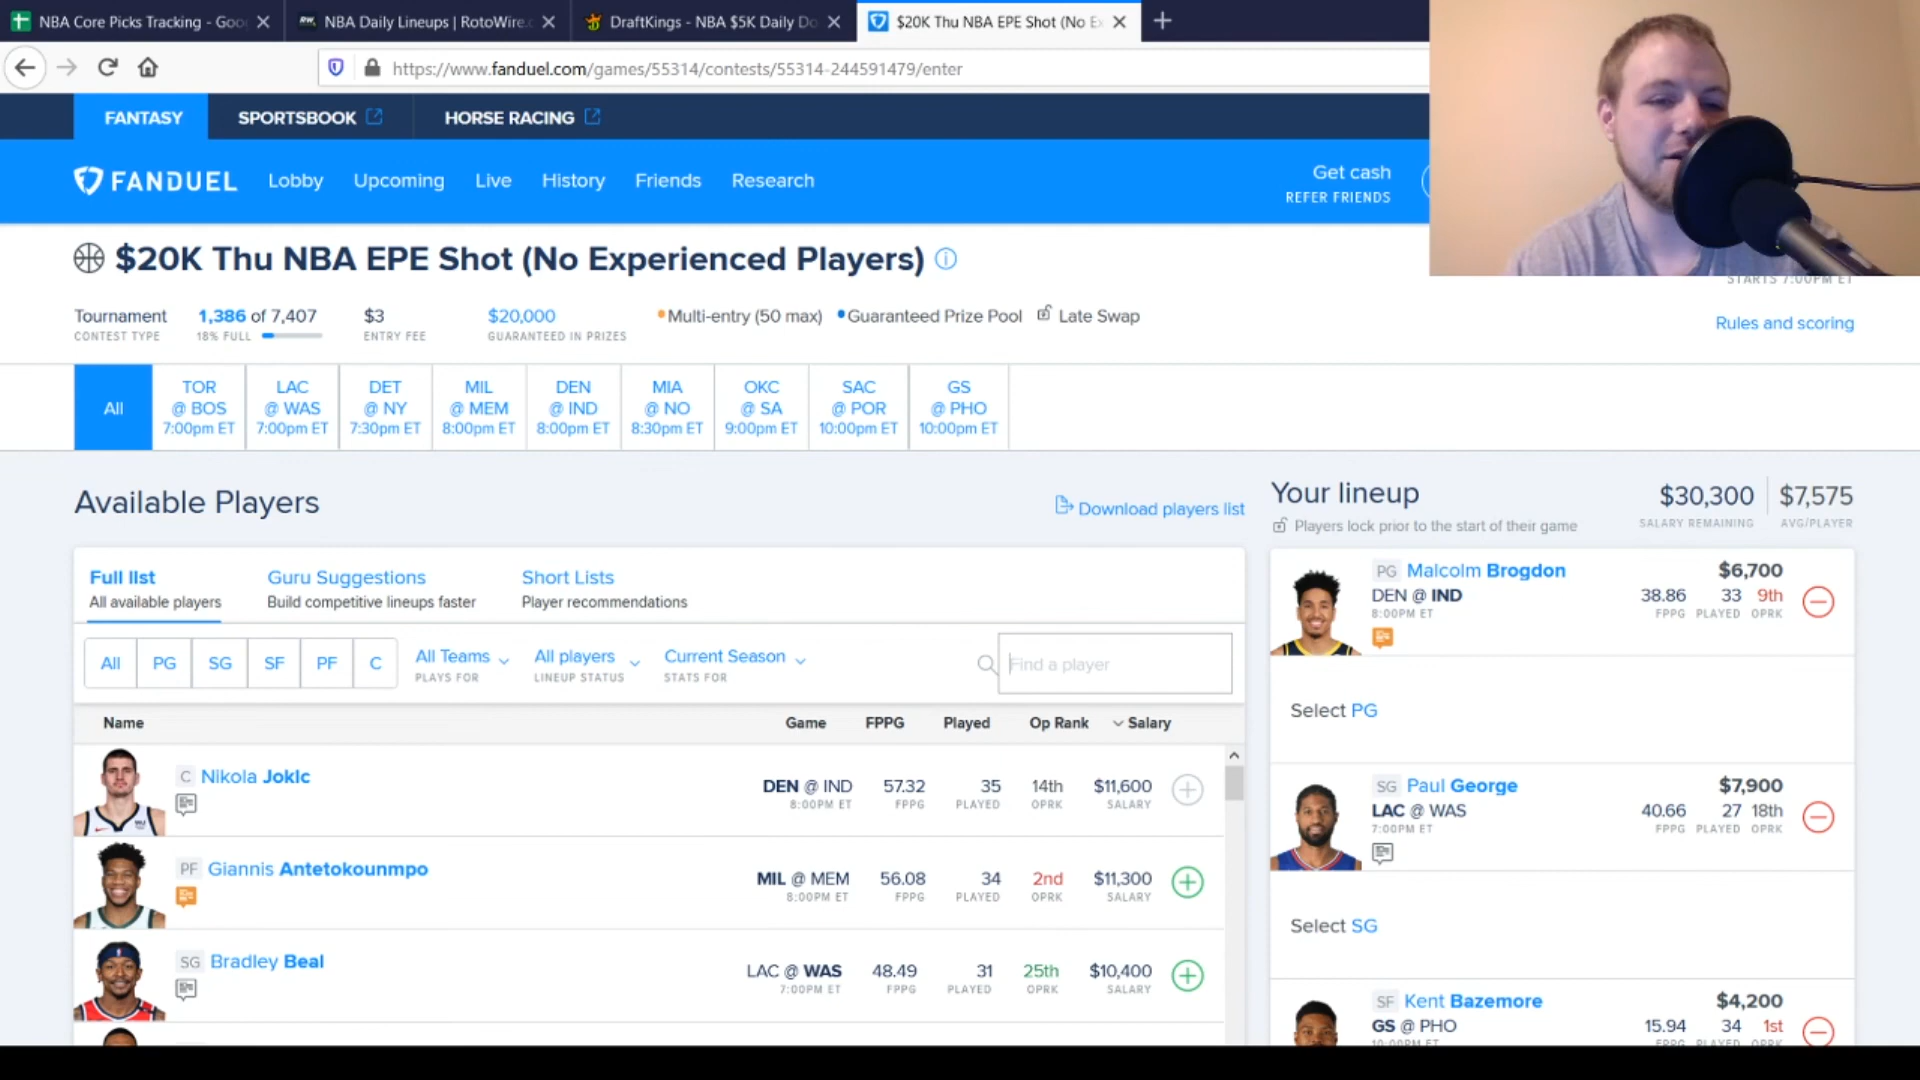 NBA Core Picks Tracking - Goo
NBA Daily Lineups | RotoWire.c
DraftKings - NBA $5K Daily Do
$20K Thu NBA EPE Shot (No Ex
https://www.fanduel.com/games/55314/contests/55314-244591479/enter
FANTASY
SPORTSBOOK
HORSE RACING
FANDUEL
Lobby
Upcoming
Live
History
Friends
Research
Get cash
REFER FRIENDS
$20K Thu NBA EPE Shot (No Experienced Players)
STARTS 7:00PM ET
Tournament
CONTEST TYPE
1,386 of 7,407
18% FULL
$3
ENTRY FEE
$20,000
GUARANTEED IN PRIZES
Multi-entry (50 max)
Guaranteed Prize Pool
Late Swap
Rules and scoring
All
TOR
@ BOS
7:00pm ET
LAC
@ WAS
7:00pm ET
DET
@ NY
7:30pm ET
MIL
@ MEM
8:00pm ET
DEN
@ IND
8:00pm ET
MIA
@ NO
8:30pm ET
OKC
@ SA
9:00pm ET
SAC
@ POR
10:00pm ET
GS
@ PHO
10:00pm ET
Available Players
Download players list
Full list
All available players
Guru Suggestions
Build competitive lineups faster
Short Lists
Player recommendations
All
PG
SG
SF
PF
C
All Teams
PLAYS FOR
All players
LINEUP STATUS
Current Season
STATS FOR
Find a player
Name Game FPPG Played Op Rank Salary
C Nikola Jokic
DEN @ IND 57.32 35 14th $11,600
8:00PM ET FPPG PLAYED OPRK SALARY
PF Giannis Antetokounmpo
MIL @ MEM 56.08 34 2nd $11,300
8:00PM ET FPPG PLAYED OPRK SALARY
SG Bradley Beal
LAC @ WAS 48.49 31 25th $10,400
7:00PM ET FPPG PLAYED OPRK SALARY
Your lineup
Players lock prior to the start of their game
$30,300
SALARY REMAINING
$7,575
AVG/PLAYER
PG Malcolm Brogdon $6,700
DEN @ IND 38.86 33 9th
8:00PM ET FPPG PLAYED OPRK
Select PG
SG Paul George $7,900
LAC @ WAS 40.66 27 18th
7:00PM ET FPPG PLAYED OPRK
Select SG
SF Kent Bazemore $4,200
GS @ PHO 15.94 34 1st
10:00PM ET FPPG PLAYED OPRK